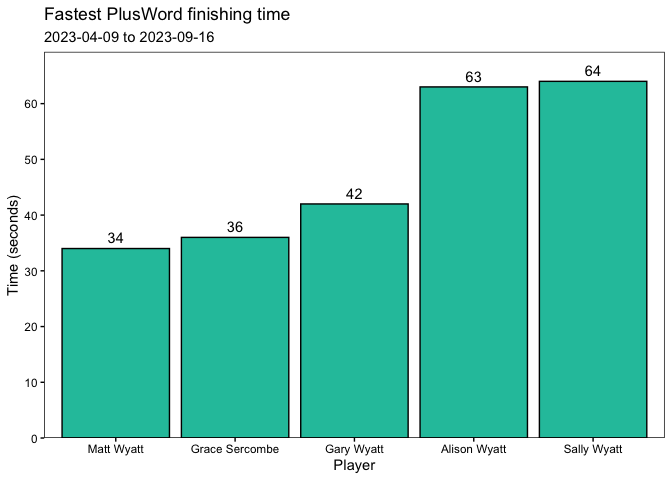 Fastest PlusWord finishing time
2023-04-09 to 2023-09-16
Time (seconds)
60
50
40
30
20
10
0
34
36
42
63
64
Matt Wyatt
Grace Sercombe
Gary Wyatt
Alison Wyatt
Sally Wyatt
Player